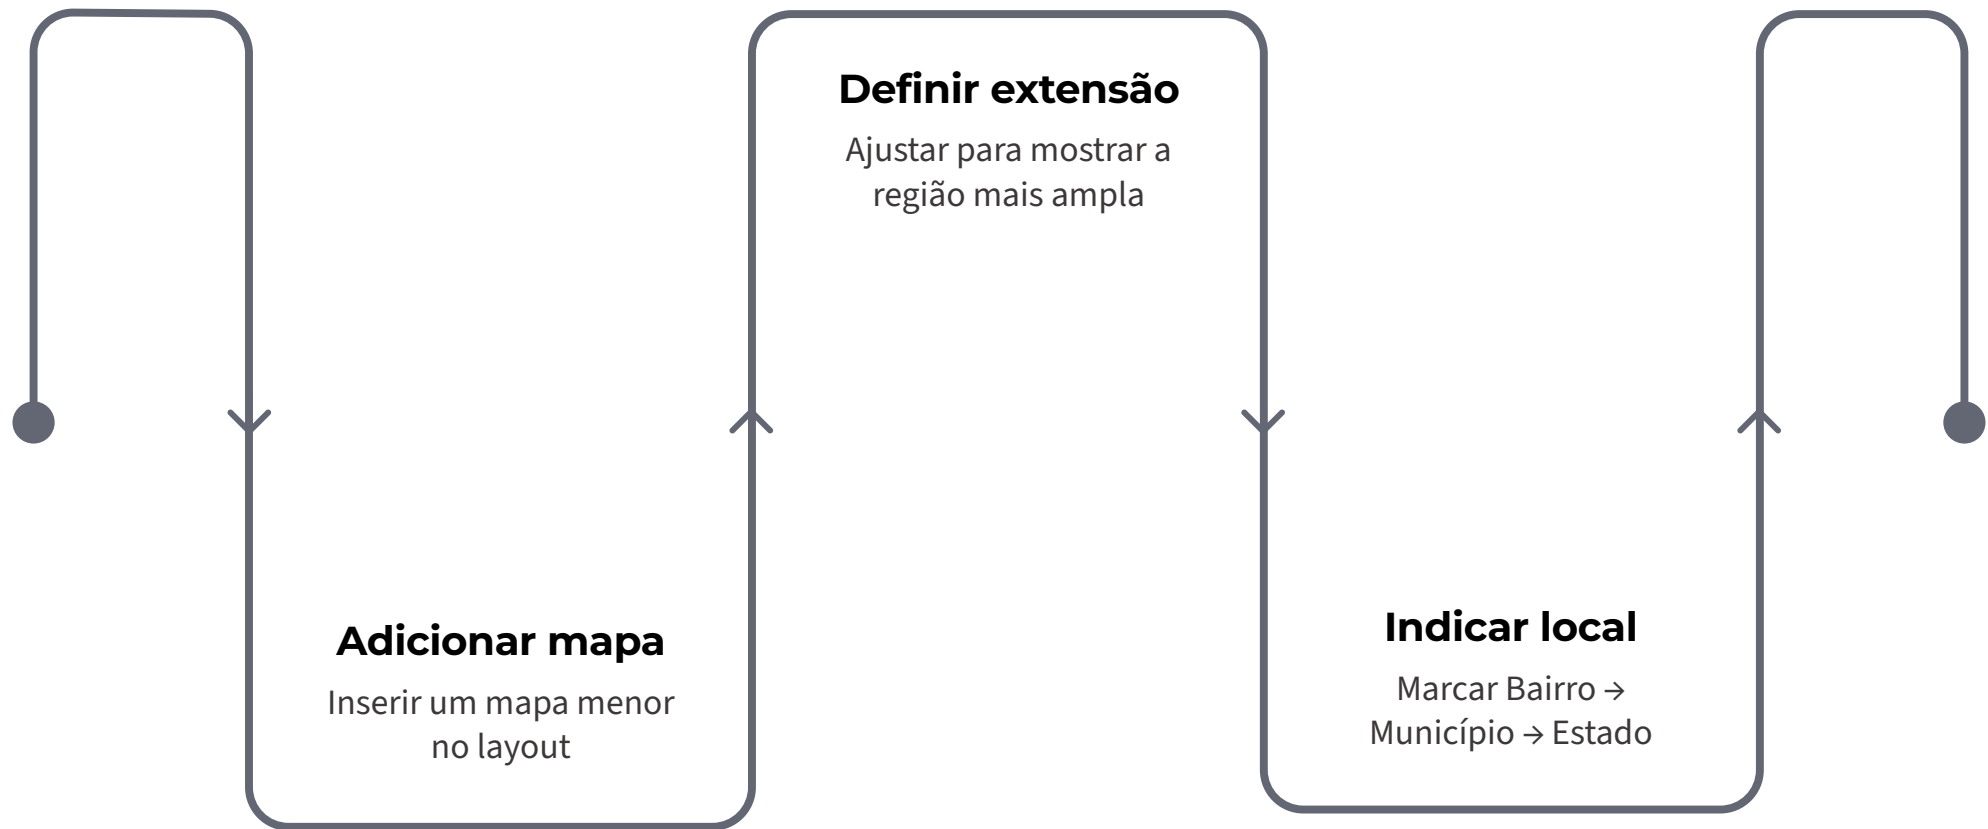 Definir extensão
Ajustar para mostrar a
região mais ampla
Adicionar mapa
Inserir um mapa menor
no layout
Indicar local
Marcar Bairro →
Município → Estado